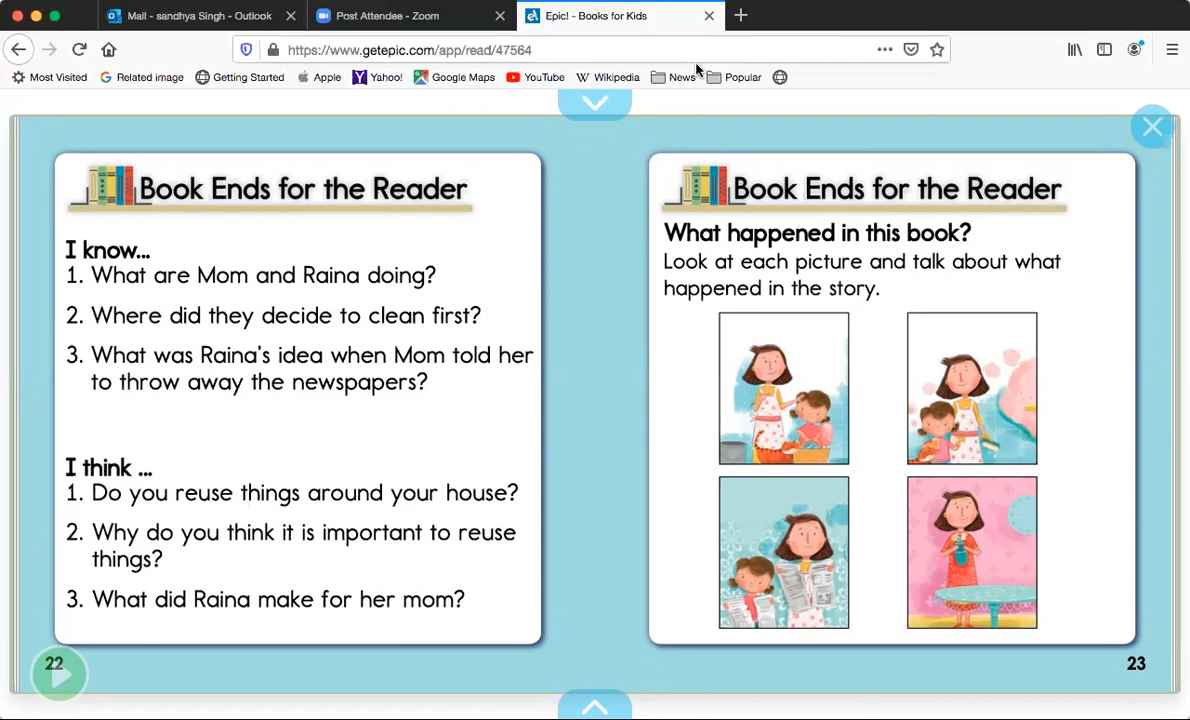 Mail - sandhya Singh - Outlook
Post Attendee - Zoom
Epic! - Books for Kids
https://www.getepic.com/app/read/47564
Most Visited
Related image
Getting Started
Apple
Yahoo!
Google Maps
YouTube
Wikipedia
News
Popular
Book Ends for the Reader
I know...
1. What are Mom and Raina doing?
2. Where did they decide to clean first?
3. What was Raina's idea when Mom told her
to throw away the newspapers?
I think ...
1. Do you reuse things around your house?
2. Why do you think it is important to reuse
things?
3. What did Raina make for her mom?
22
Book Ends for the Reader
What happened in this book?
Look at each picture and talk about what
happened in the story.
23